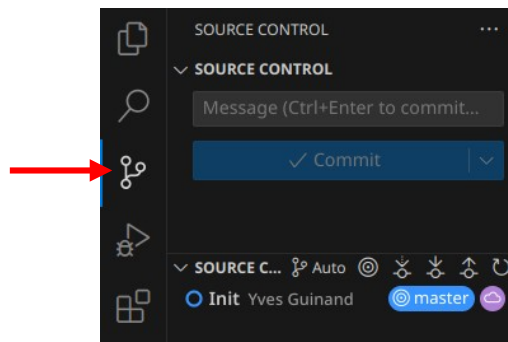 SOURCE CONTROL ...
SOURCE CONTROL
Message (Ctrl+Enter to commit...
Commit
SOURCE C... Auto
Init Yves Guinand master